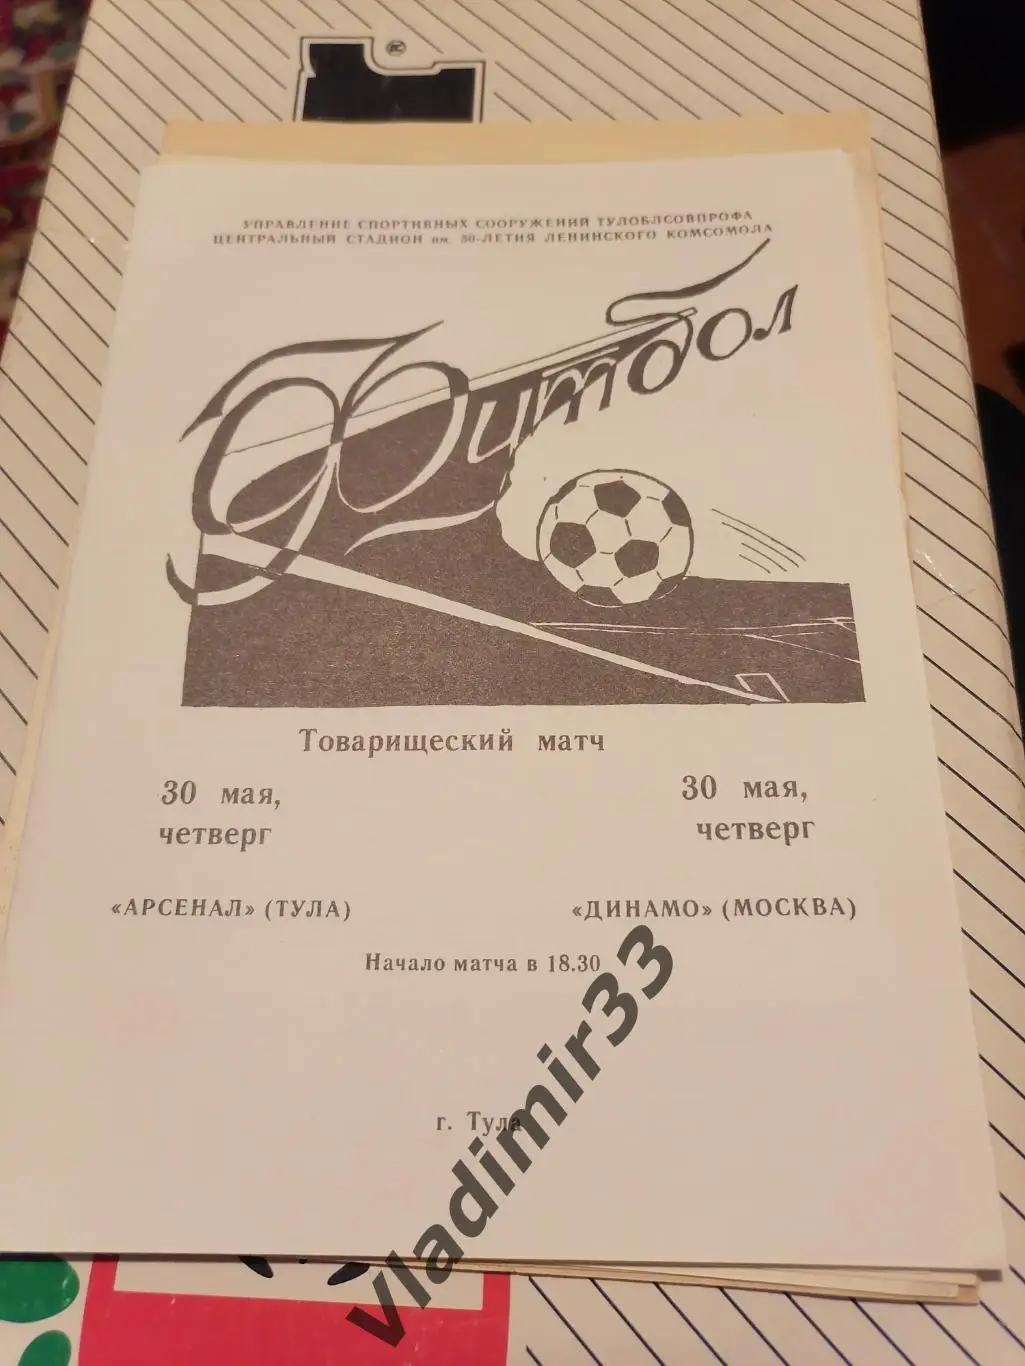 УПРАВЛЕНИЕ СПОРТИВНЫХ СООРУЖЕНИЙ ТУЛОБЛСОВПРОФА
ЦЕНТРАЛЬНЫЙ СТАДИОН им. 50-ЛЕТИЯ ЛЕНИНСКОГО КОМСОМОЛА
Футбол
Товарищеский матч
30 мая,
четверг
30 мая,
четверг
«АРСЕНАЛ» (ТУЛА)
«ДИНАМО» (МОСКВА)
Начало матча в 18.30
г. Тула
Vladimir33